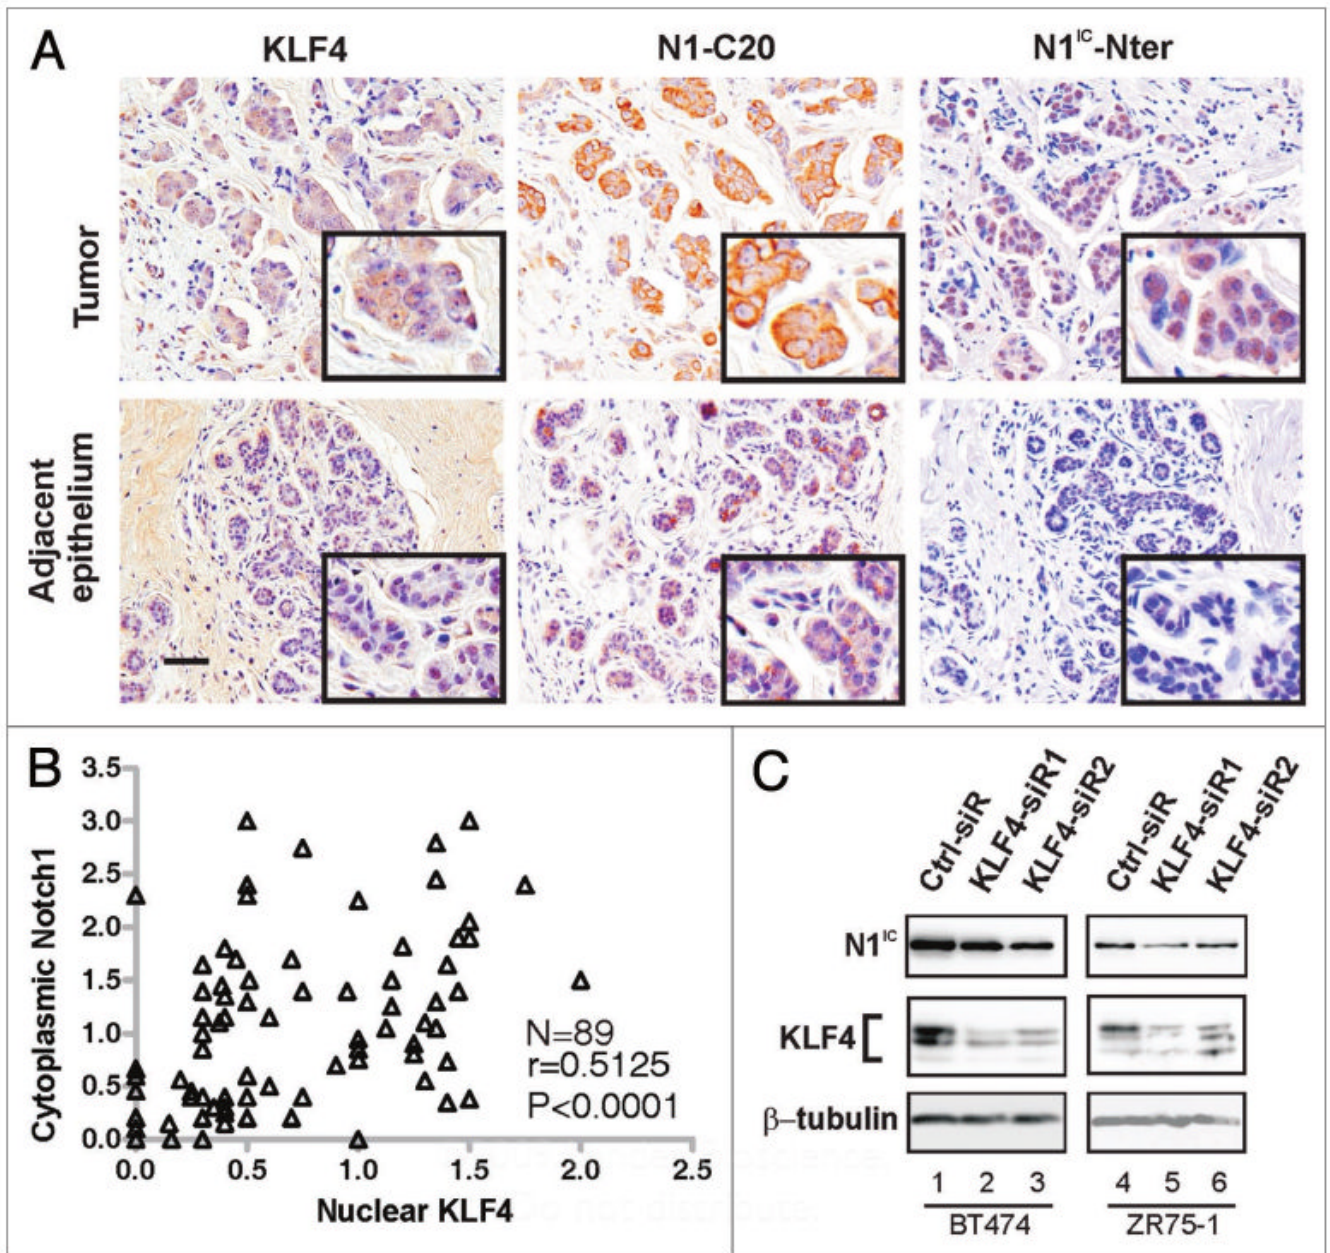 A
KLF4
N1-C20
N1ᴵᶜ-Nter
Tumor
Adjacent
epithelium
B
Cytoplasmic Notch1
3.5
3.0
2.5
2.0
1.5
1.0
0.5
0.0
0.0
0.5
1.0
1.5
2.0
2.5
Nuclear KLF4
N=89
r=0.5125
P<0.0001
C
Ctrl-siR
KLF4-siR1
KLF4-siR2
Ctrl-siR
KLF4-siR1
KLF4-siR2
N1ᴵᶜ
KLF4
β-tubulin
1 2 3 4 5 6
BT474 ZR75-1
Do not distribute.